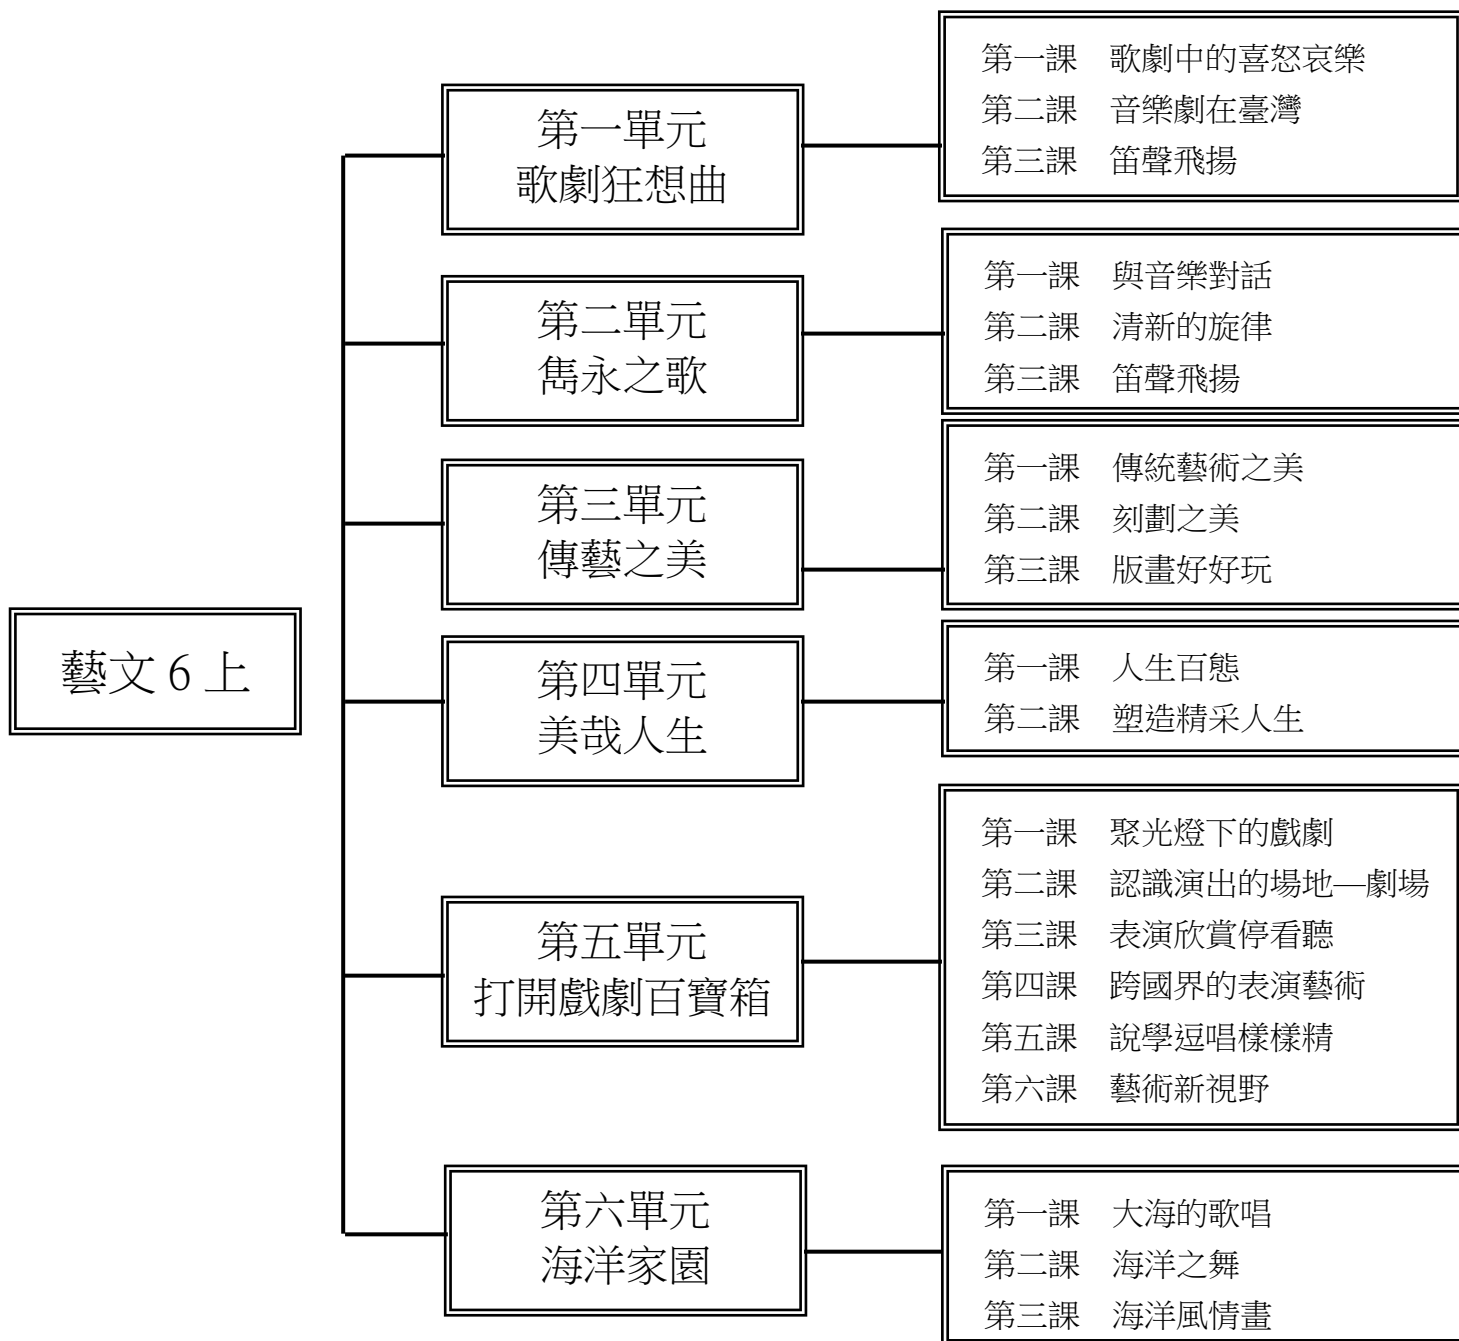 藝文 6 上
第一單元
歌劇狂想曲
第一課　歌劇中的喜怒哀樂
第二課　音樂劇在臺灣
第三課　笛聲飛揚
第二單元
雋永之歌
第一課　與音樂對話
第二課　清新的旋律
第三課　笛聲飛揚
第三單元
傳藝之美
第一課　傳統藝術之美
第二課　刻劃之美
第三課　版畫好好玩
第四單元
美哉人生
第一課　人生百態
第二課　塑造精采人生
第五單元
打開戲劇百寶箱
第一課　聚光燈下的戲劇
第二課　認識演出的場地—劇場
第三課　表演欣賞停看聽
第四課　跨國界的表演藝術
第五課　說學逗唱樣樣精
第六課　藝術新視野
第六單元
海洋家園
第一課　大海的歌唱
第二課　海洋之舞
第三課　海洋風情畫